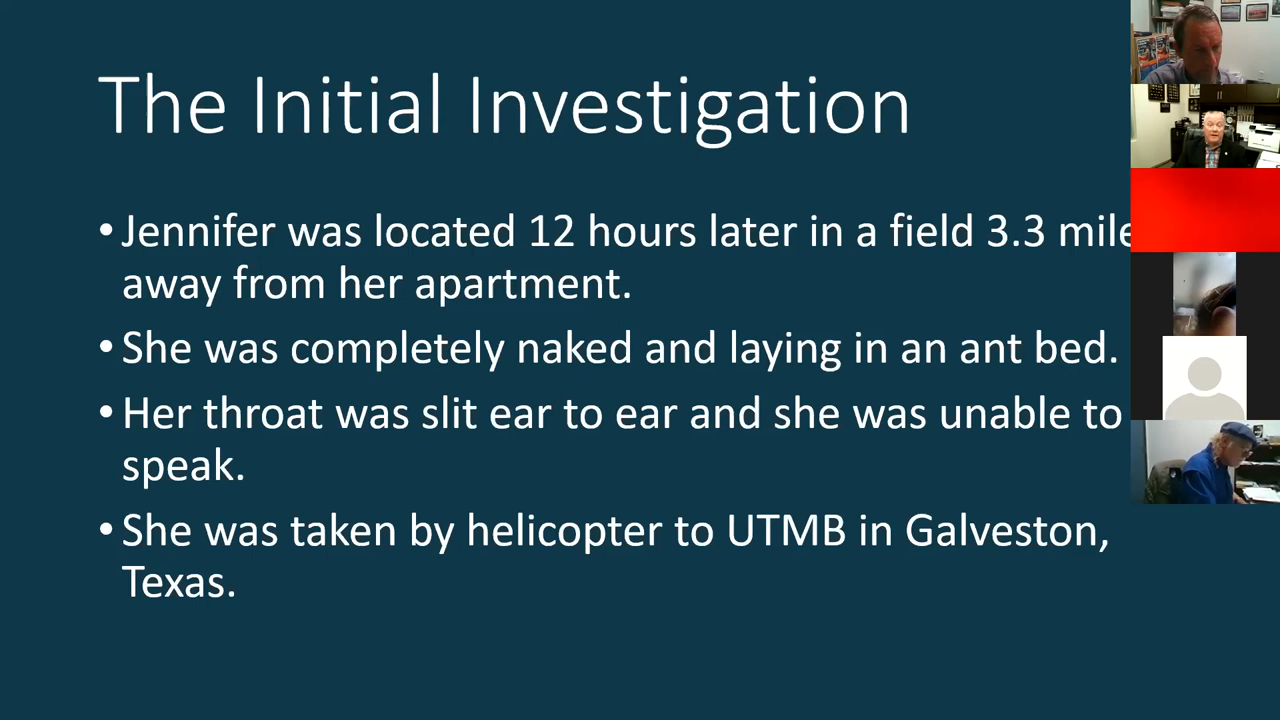 The Initial Investigation
• Jennifer was located 12 hours later in a field 3.3 mile
away from her apartment.
• She was completely naked and laying in an ant bed.
• Her throat was slit ear to ear and she was unable to
speak.
• She was taken by helicopter to UTMB in Galveston,
Texas.